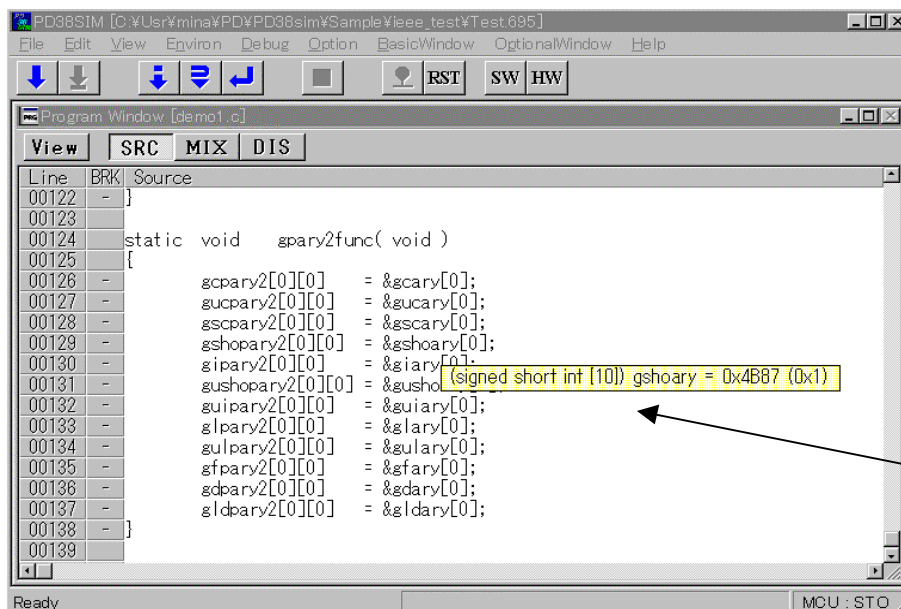 PD38SIM [C:¥Usr¥mina¥PD¥PD38sim¥Sample¥ieee_test¥Test.695]
File Edit View Environ Debug Option BasicWindow OptionalWindow Help
RST SW HW
PRG Program Window [demo1.c]
View SRC MIX DIS
Line BRK Source
00122 - }
00123
00124 static void gpary2func( void )
00125 {
00126 - gcpary2[0][0] = &gcary[0];
00127 - gucpary2[0][0] = &gucary[0];
00128 - gscpary2[0][0] = &gscary[0];
00129 - gshopary2[0][0] = &gshoary[0];
00130 - gipary2[0][0] = &giary[0];
(signed short int [10]) gshoary = 0x4B87 (0x1)
00131 - gushopary2[0][0] = &gusho
00132 - guipary2[0][0] = &guiary[0];
00133 - glpary2[0][0] = &glary[0];
00134 - gulpary2[0][0] = &gulary[0];
00135 - gfpary2[0][0] = &gfary[0];
00136 - gdpary2[0][0] = &gdary[0];
00137 - gldpary2[0][0] = &gldary[0];
00138 - }
00139
Ready MCU : STO